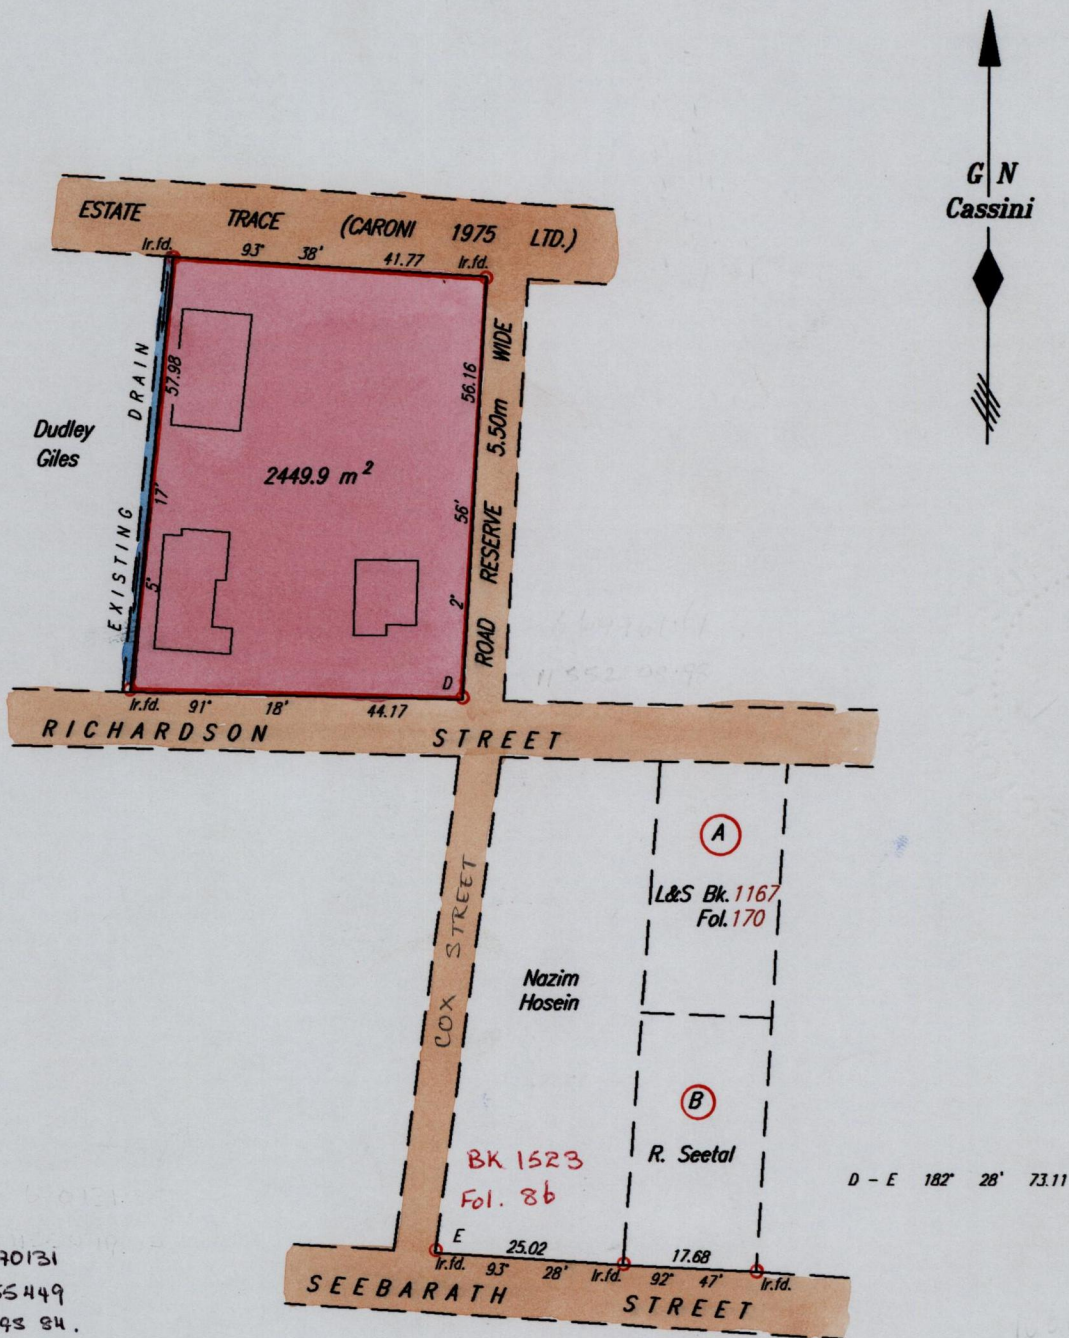 G N
Cassini
ESTATE TRACE (CARONI 1975 LTD.)
Ir.fd. 93° 38' 41.77 Ir.fd.
EXISTING DRAIN
5° 17' 57.98
2° 56' 56.16
ROAD RESERVE 5.50m WIDE
Dudley
Giles
2449.9 m²
D
Ir.fd. 91° 18' 44.17
RICHARDSON STREET
COX STREET
A
L&S Bk.1167
Fol.170
Nazim
Hosein
B
R. Seetal
BK 1523
Fol. 86
D - E 182° 28' 73.11
E
25.02 17.68
Ir.fd. 93° 28' Ir.fd. 92° 47' Ir.fd.
SEEBARATH STREET
70131
55449